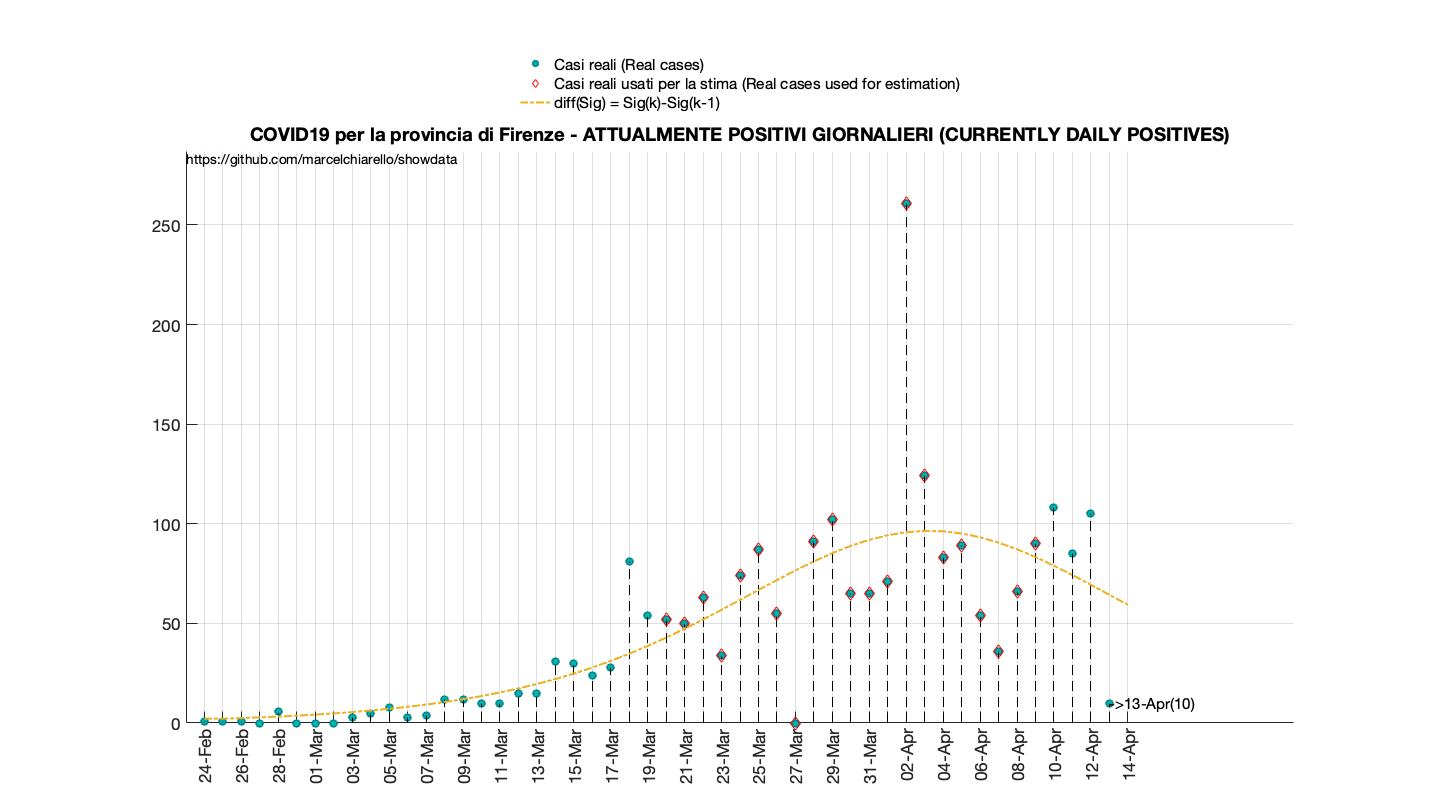 Casi reali (Real cases)
Casi reali usati per la stima (Real cases used for estimation)
diff(Sig) = Sig(k)-Sig(k-1)
COVID19 per la provincia di Firenze - ATTUALMENTE POSITIVI GIORNALIERI (CURRENTLY DAILY POSITIVES)
https://github.com/marcelchiarello/showdata
250
200
150
100
50
0
->13-Apr(10)
24-Feb
26-Feb
28-Feb
01-Mar
03-Mar
05-Mar
07-Mar
09-Mar
11-Mar
13-Mar
15-Mar
17-Mar
19-Mar
21-Mar
23-Mar
25-Mar
27-Mar
29-Mar
31-Mar
02-Apr
04-Apr
06-Apr
08-Apr
10-Apr
12-Apr
14-Apr